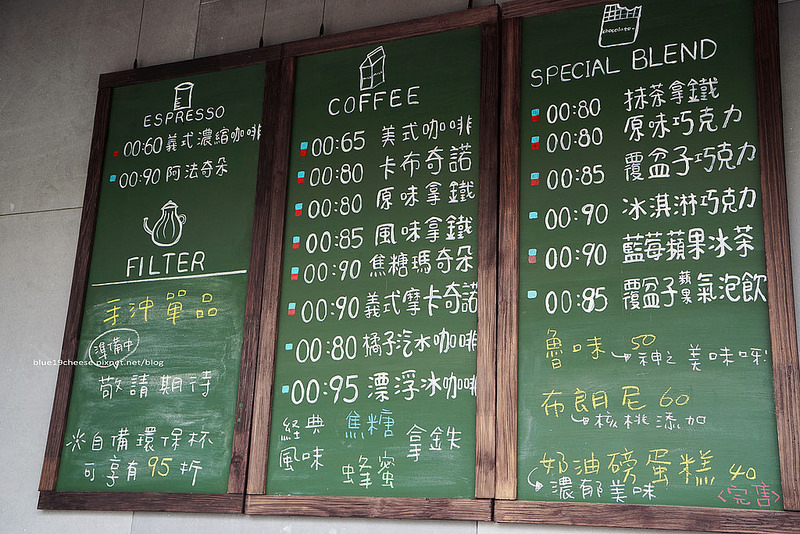 ESPRESSO
00:60 義式濃縮咖啡
00:90 阿法奇朵
FILTER
手沖單品
準備中
敬請期待
※自備環保杯
可享有95折
COFFEE
00:65 美式咖啡
00:80 卡布奇諾
00:80 原味拿鐵
00:85 風味拿鐵
00:90 焦糖瑪奇朵
00:90 義式摩卡奇諾
00:80 橘子汽水咖啡
00:95 漂浮冰咖啡
經典風味
焦糖
蜂蜜
拿鉄
chocolate
SPECIAL BLEND
00:80 抹茶拿鐵
00:80 原味巧克力
00:85 覆盆子巧克力
00:90 冰淇淋巧克力
00:90 藍莓蘋果冰茶
00:85 覆盆子蘋果氣泡飲
魯味 50
神之美味呀!
布朗尼 60
核桃添加
奶油磅蛋糕 40
濃郁美味
<完售>
blue19cheese.pixnet.net/blog